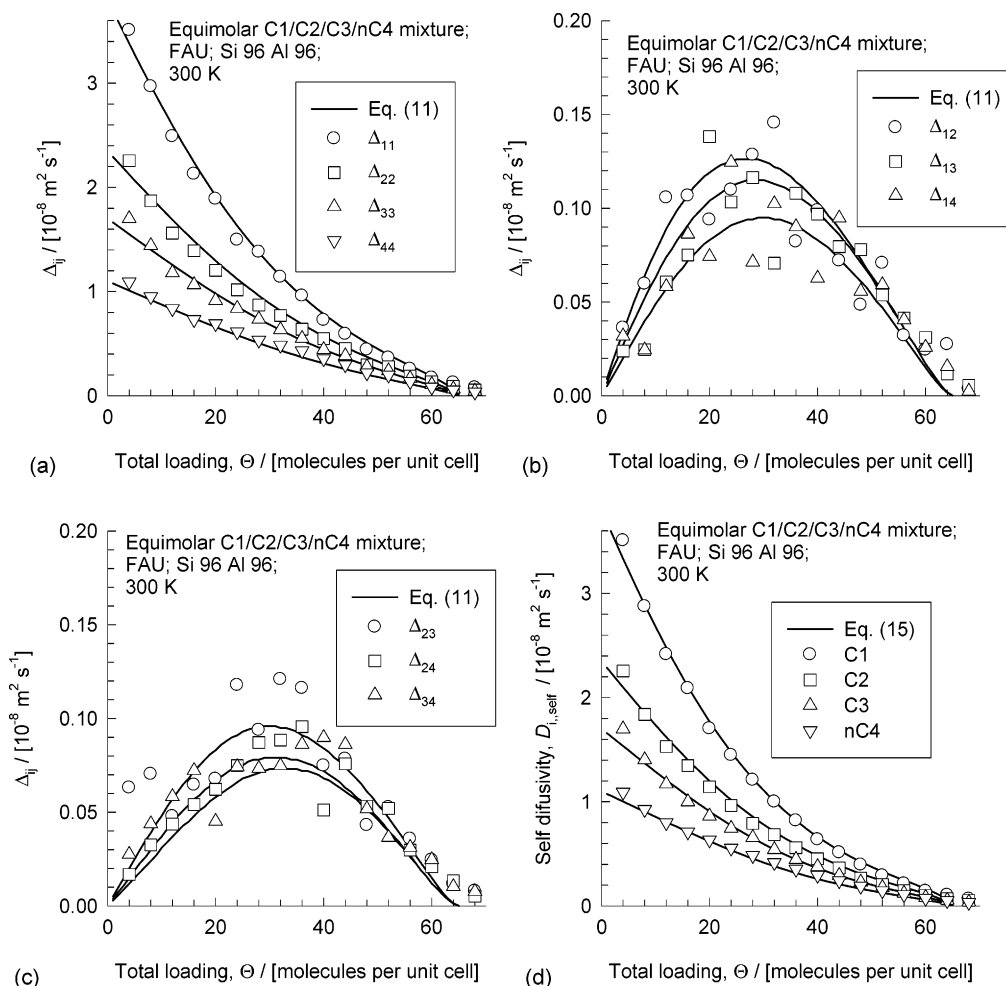 Equimolar C1/C2/C3/nC4 mixture;
FAU; Si 96 Al 96;
300 K
Eq. (11)
Δ11
Δ22
Δ33
Δ44
Δij / [10-8 m2 s-1]
3
2
1
0
0 20 40 60
Total loading, Θ / [molecules per unit cell]
(a)
Equimolar C1/C2/C3/nC4 mixture;
FAU; Si 96 Al 96;
300 K
Eq. (11)
Δ12
Δ13
Δ14
Δij / [10-8 m2 s-1]
0.20
0.15
0.10
0.05
0.00
0 20 40 60
Total loading, Θ / [molecules per unit cell]
(b)
Equimolar C1/C2/C3/nC4 mixture;
FAU; Si 96 Al 96;
300 K
Eq. (11)
Δ23
Δ24
Δ34
Δij / [10-8 m2 s-1]
0.20
0.15
0.10
0.05
0.00
0 20 40 60
Total loading, Θ / [molecules per unit cell]
(c)
Equimolar C1/C2/C3/nC4 mixture;
FAU; Si 96 Al 96;
300 K
Eq. (15)
C1
C2
C3
nC4
Self difusivity, Di,,self / [10-8 m2 s-1]
3
2
1
0
0 20 40 60
Total loading, Θ / [molecules per unit cell]
(d)